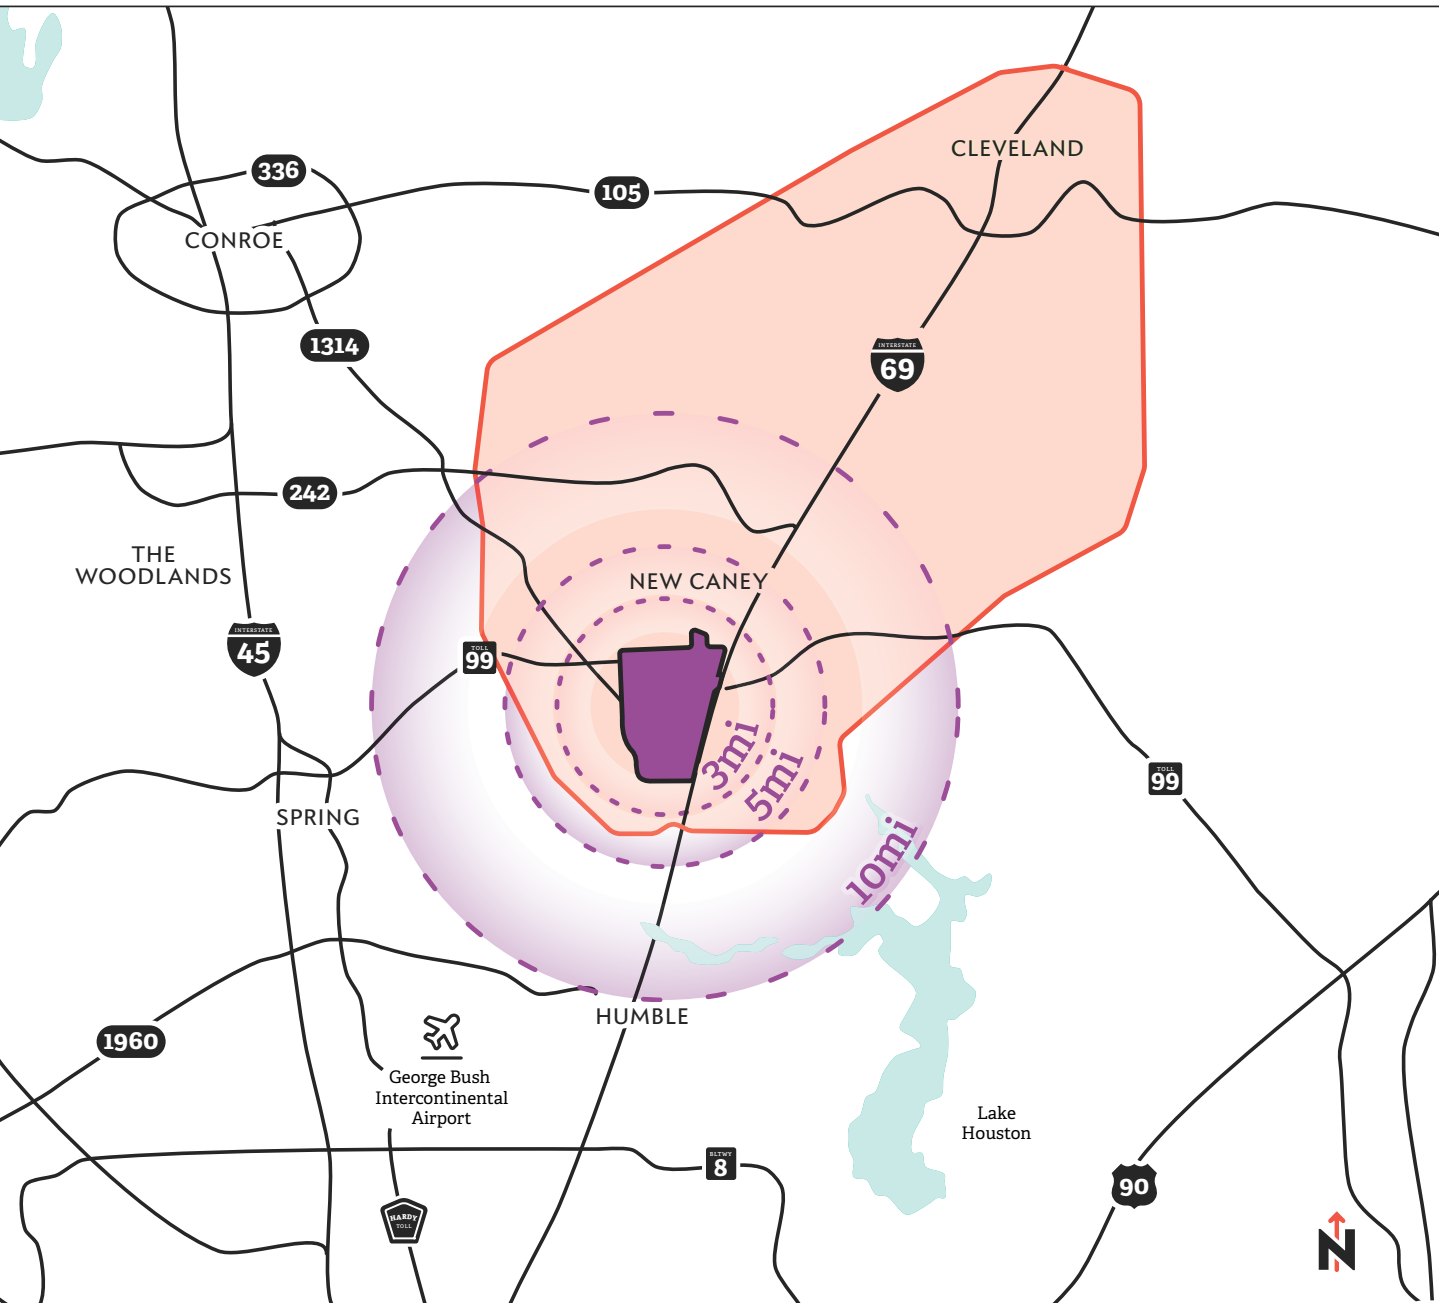 CLEVELAND
336
105
CONROE
1314
INTERSTATE
69
242
THE
WOODLANDS
NEW CANEY
INTERSTATE
45
TOLL
99
3mi
5mi
10mi
TOLL
99
SPRING
HUMBLE
1960
George Bush
Intercontinental
Airport
Lake
Houston
BLTWY
8
90
HARDY
TOLL
N